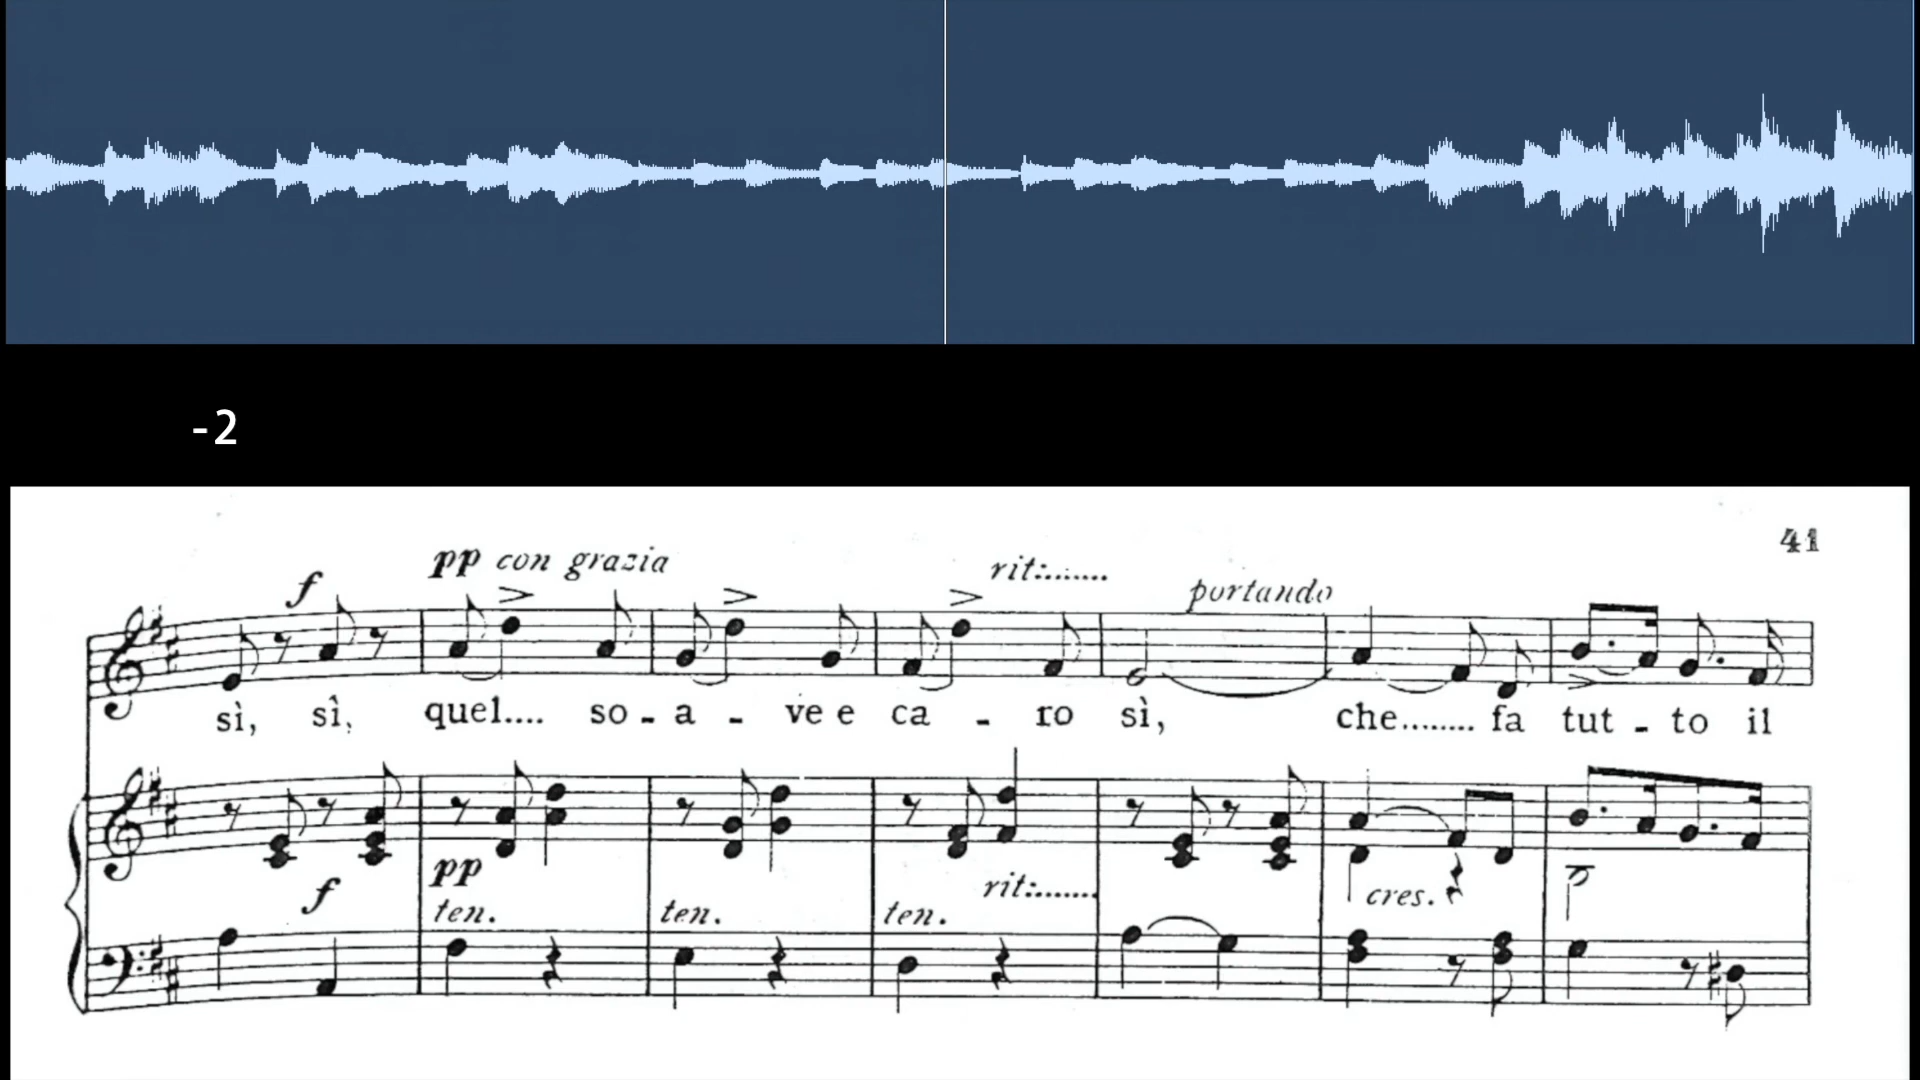 -2
41
f
pp con grazia
rit:.......
portando
sì, sì, quel.... so - a - ve e ca - ro sì, che........ fa tut - to il
f
pp
rit:.......
cres.
ten. ten. ten.